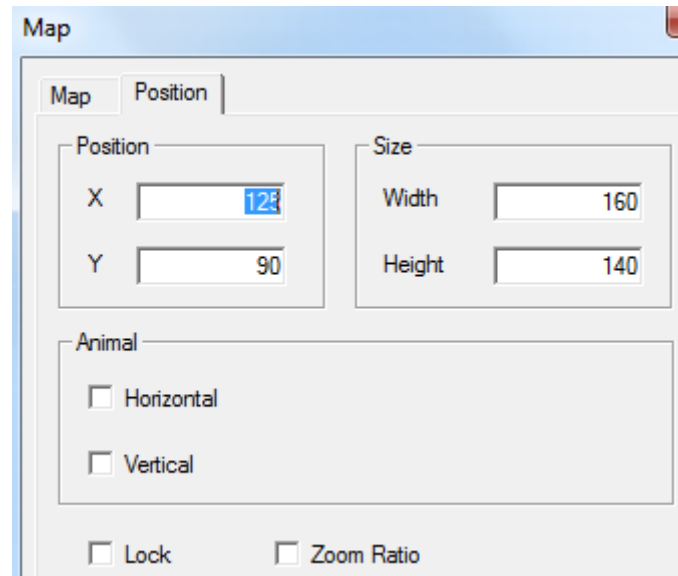 Map
Map Position
Position Size
X 125 Width 160
Y 90 Height 140
Animal
Horizontal
Vertical
Lock Zoom Ratio